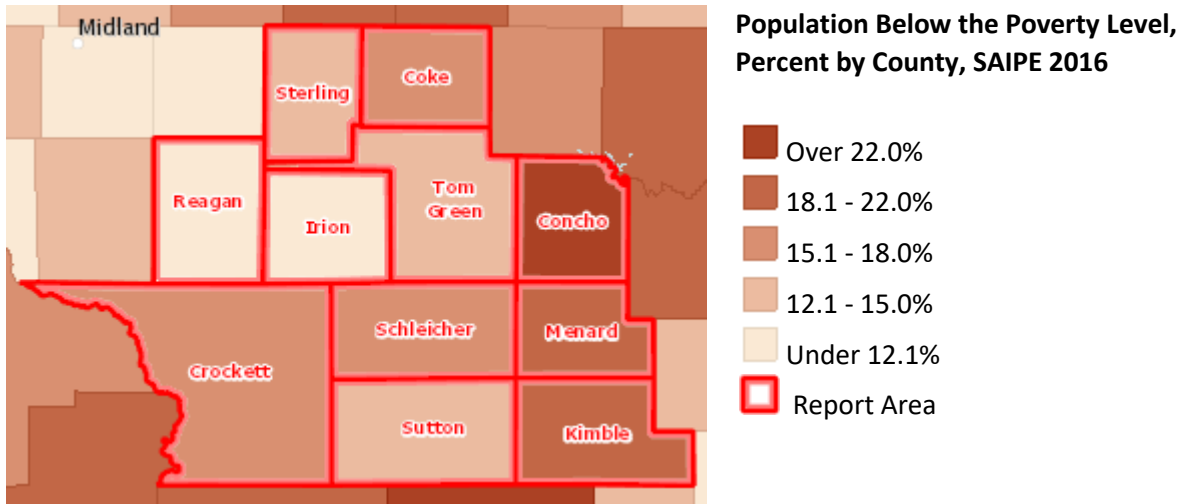 Midland
Sterling
Coke
Reagan
Irion
Tom
Green
Concho
Crockett
Schleicher
Menard
Sutton
Kimble
Population Below the Poverty Level,
Percent by County, SAIPE 2016
Over 22.0%
18.1 - 22.0%
15.1 - 18.0%
12.1 - 15.0%
Under 12.1%
Report Area